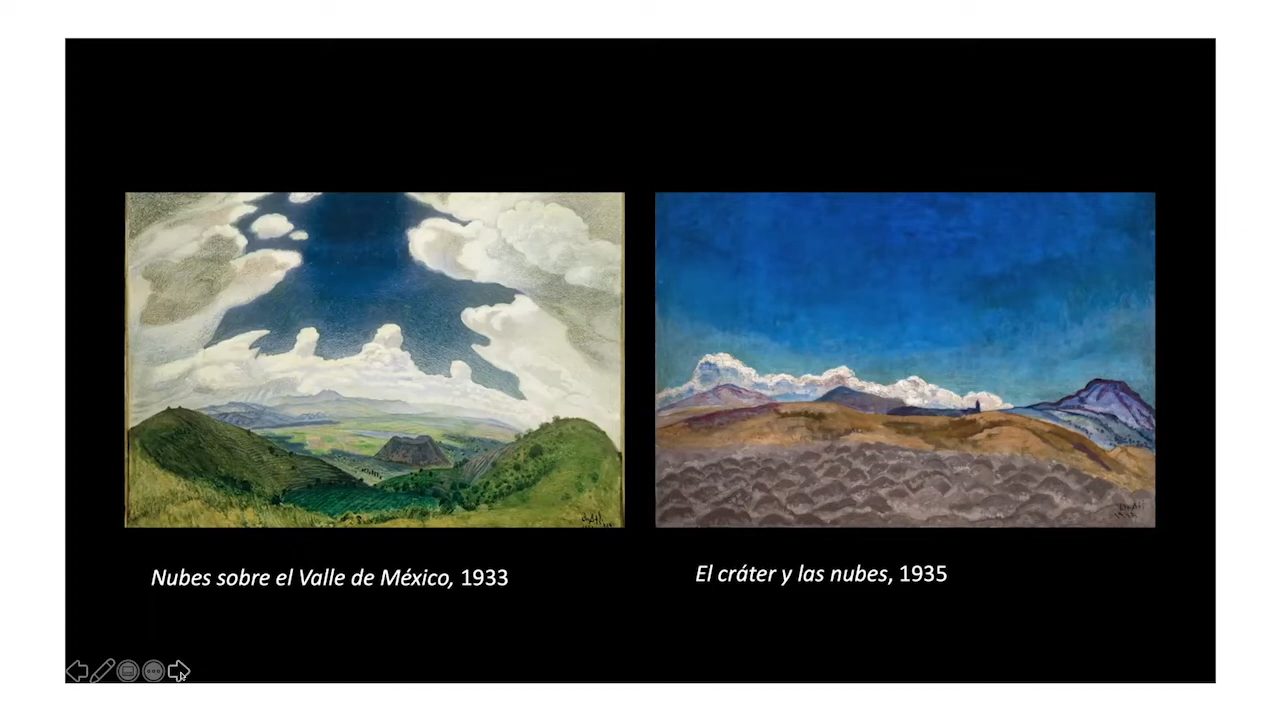 Nubes sobre el Valle de México, 1933
El cráter y las nubes, 1935